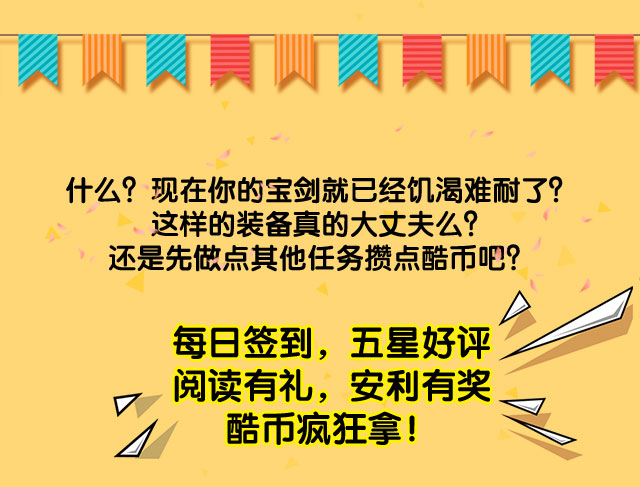 什么？现在你的宝剑就已经饥渴难耐了？
这样的装备真的大丈夫么？
还是先做点其他任务攒点酷币吧？
每日签到，五星好评
阅读有礼，安利有奖
酷币疯狂拿！